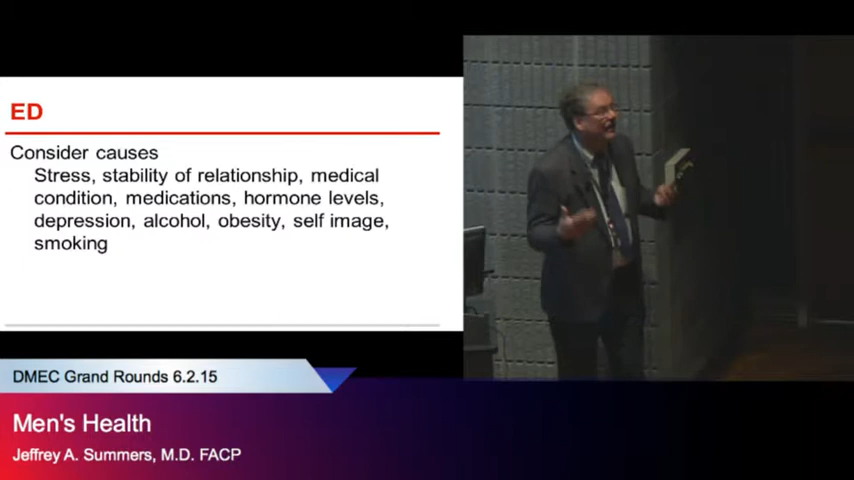 ED
Consider causes
Stress, stability of relationship, medical
condition, medications, hormone levels,
depression, alcohol, obesity, self image,
smoking
DMEC Grand Rounds 6.2.15
Men's Health
Jeffrey A. Summers, M.D. FACP